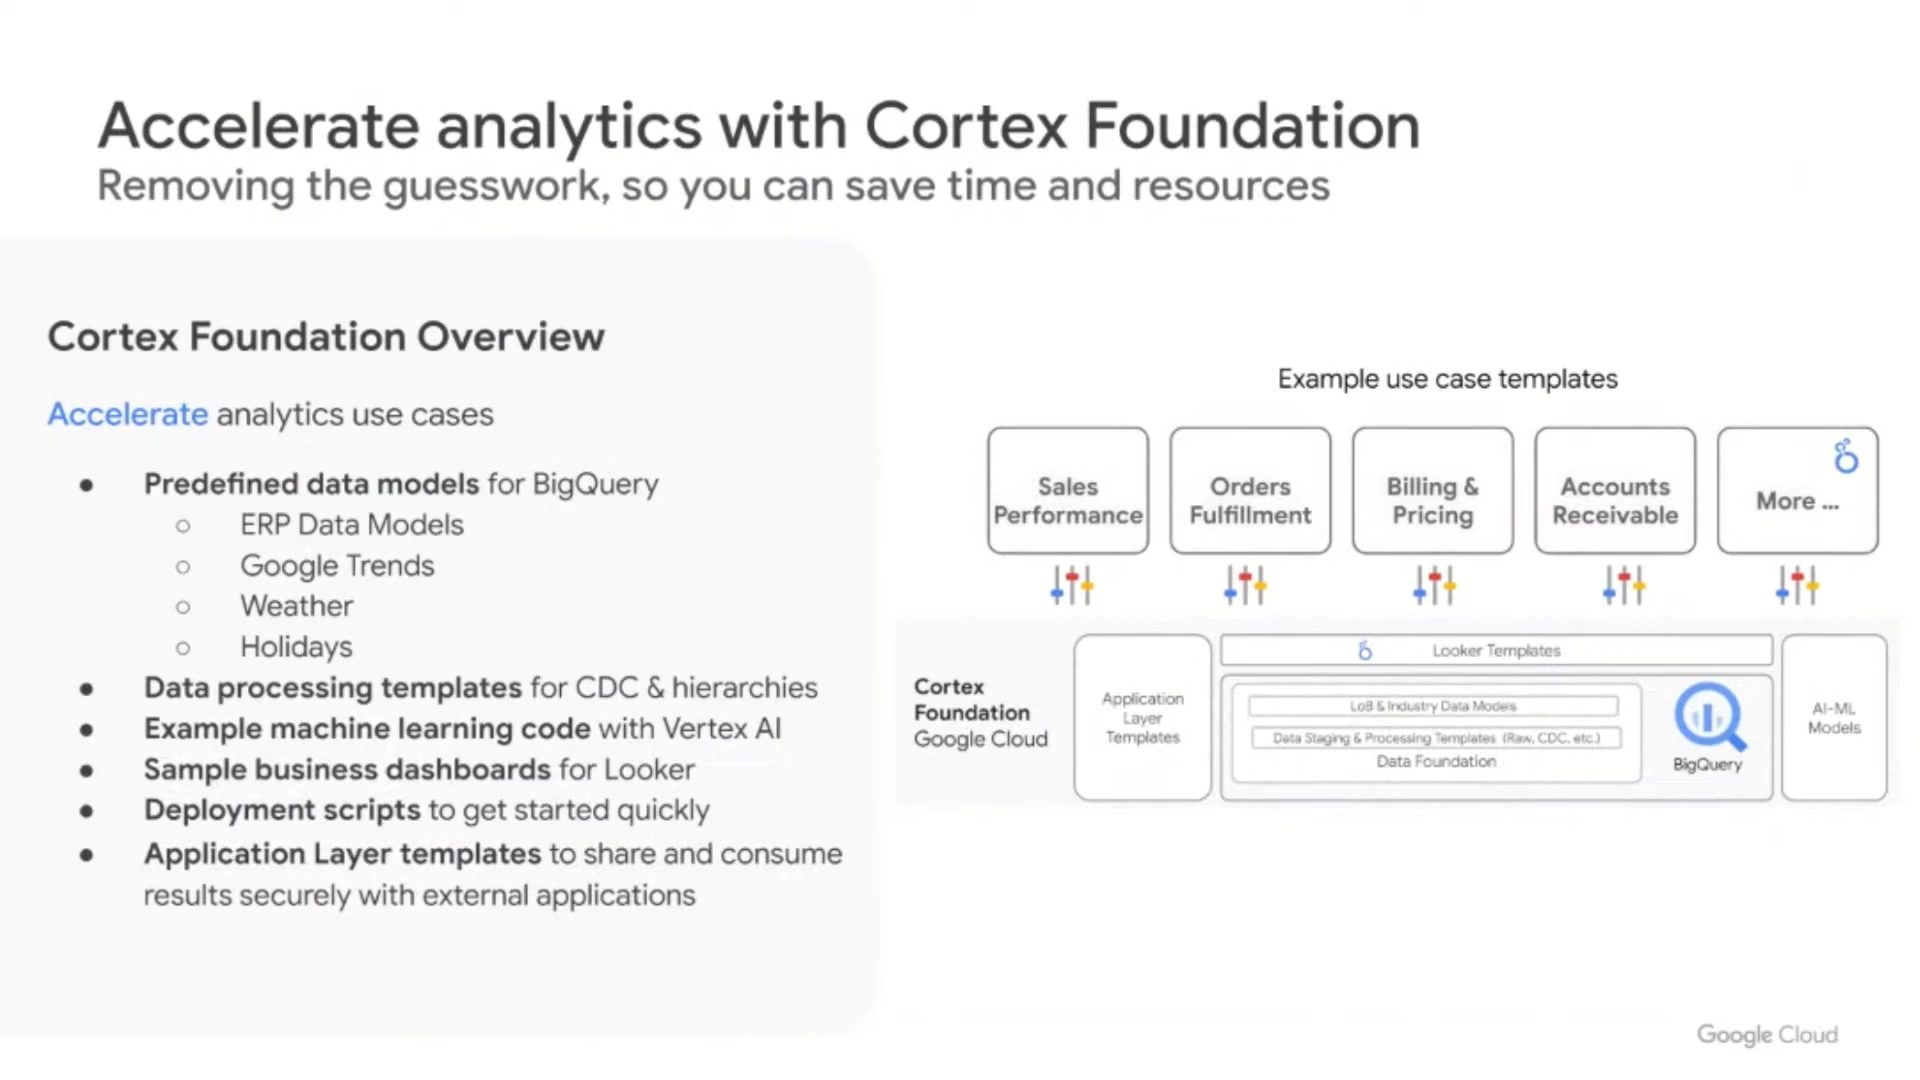 Accelerate analytics with Cortex Foundation
Removing the guesswork, so you can save time and resources
Cortex Foundation Overview
Accelerate analytics use cases
● Predefined data models for BigQuery
○ ERP Data Models
○ Google Trends
○ Weather
○ Holidays
● Data processing templates for CDC & hierarchies
● Example machine learning code with Vertex AI
● Sample business dashboards for Looker
● Deployment scripts to get started quickly
● Application Layer templates to share and consume
results securely with external applications
Example use case templates
Sales
Performance
Orders
Fulfillment
Billing &
Pricing
Accounts
Receivable
More ...
Cortex
Foundation
Google Cloud
Application
Layer
Templates
Looker Templates
LoB & Industry Data Models
Data Staging & Processing Templates (Raw, CDC, etc.)
Data Foundation
BigQuery
AI-ML
Models
Google Cloud